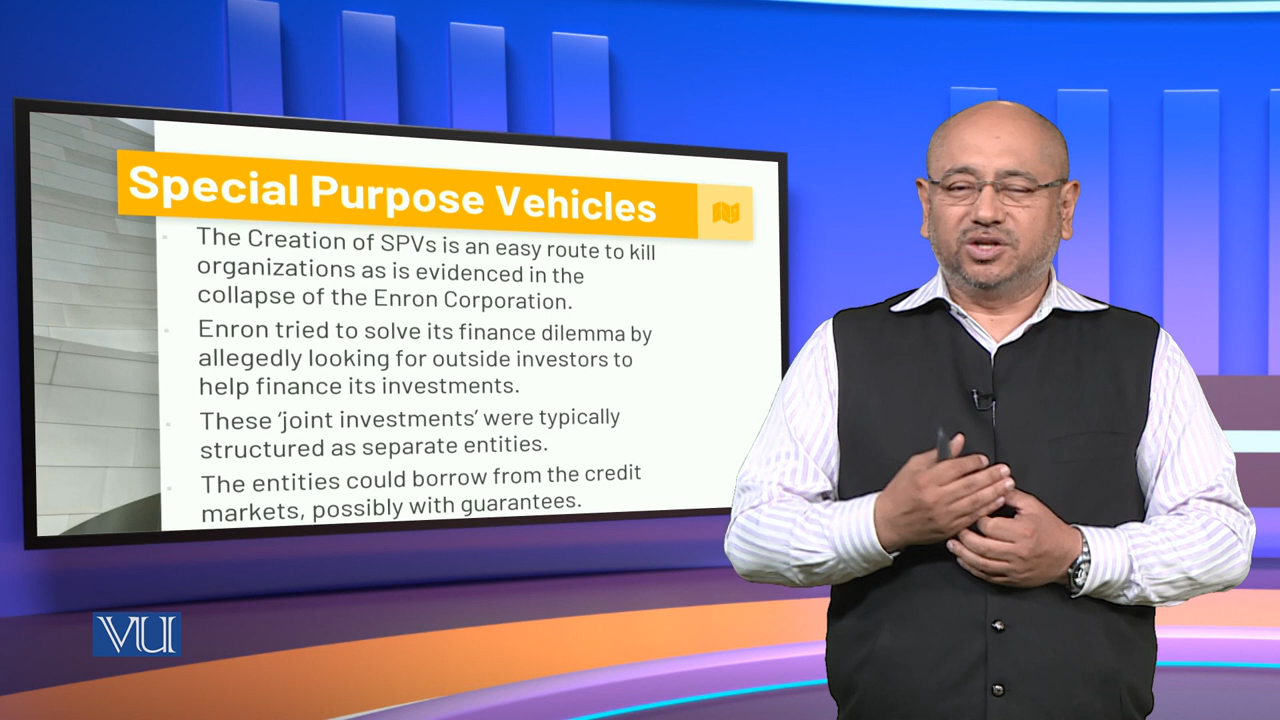 Special Purpose Vehicles
The Creation of SPVs is an easy route to kill
organizations as is evidenced in the
collapse of the Enron Corporation.
Enron tried to solve its finance dilemma by
allegedly looking for outside investors to
help finance its investments.
These ‘joint investments’ were typically
structured as separate entities.
The entities could borrow from the credit
markets, possibly with guarantees.
VU